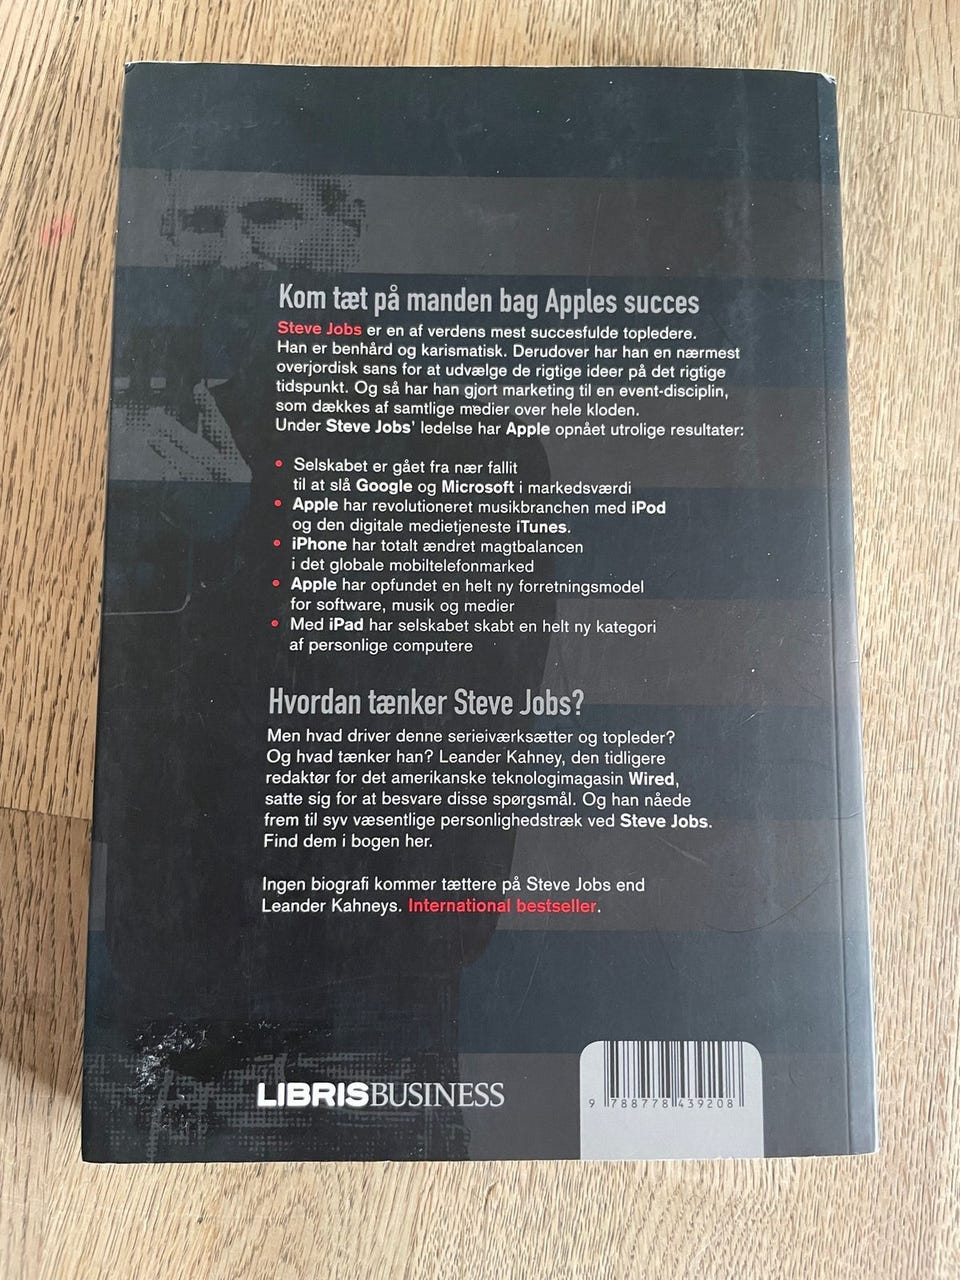 Kom tæt på manden bag Apples succes
Steve Jobs er en af verdens mest succesfulde topledere.
Han er benhård og karismatisk. Derudover har han en nærmest
overjordisk sans for at udvælge de rigtige ideer på det rigtige
tidspunkt. Og så har han gjort marketing til en event-disciplin,
som dækkes af samtlige medier over hele kloden.
Under Steve Jobs' ledelse har Apple opnået utrolige resultater:
• Selskabet er gået fra nær fallit
til at slå Google og Microsoft i markedsværdi
• Apple har revolutioneret musikbranchen med iPod
og den digitale medietjeneste iTunes.
• iPhone har totalt ændret magtbalancen
i det globale mobiltelefonmarked
• Apple har opfundet en helt ny forretningsmodel
for software, musik og medier
• Med iPad har selskabet skabt en helt ny kategori
af personlige computere
Hvordan tænker Steve Jobs?
Men hvad driver denne serieiværksætter og topleder?
Og hvad tænker han? Leander Kahney, den tidligere
redaktør for det amerikanske teknologimagasin Wired,
satte sig for at besvare disse spørgsmål. Og han nåede
frem til syv væsentlige personlighedstræk ved Steve Jobs.
Find dem i bogen her.
Ingen biografi kommer tættere på Steve Jobs end
Leander Kahneys. International bestseller.
LIBRISBUSINESS
9 788778 439208